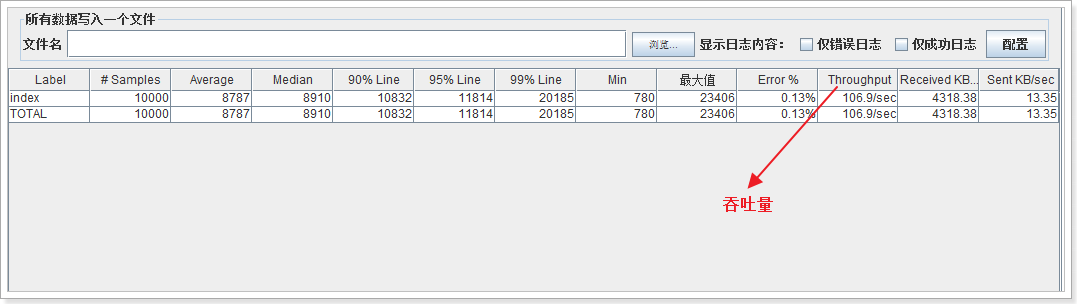 所有数据写入一个文件
文件名 浏览... 显示日志内容： 仅错误日志 仅成功日志 配置
Label # Samples Average Median 90% Line 95% Line 99% Line Min 最大值 Error % Throughput Received KB... Sent KB/sec
index 10000 8787 8910 10832 11814 20185 780 23406 0.13% 106.9/sec 4318.38 13.35
TOTAL 10000 8787 8910 10832 11814 20185 780 23406 0.13% 106.9/sec 4318.38 13.35
吞吐量